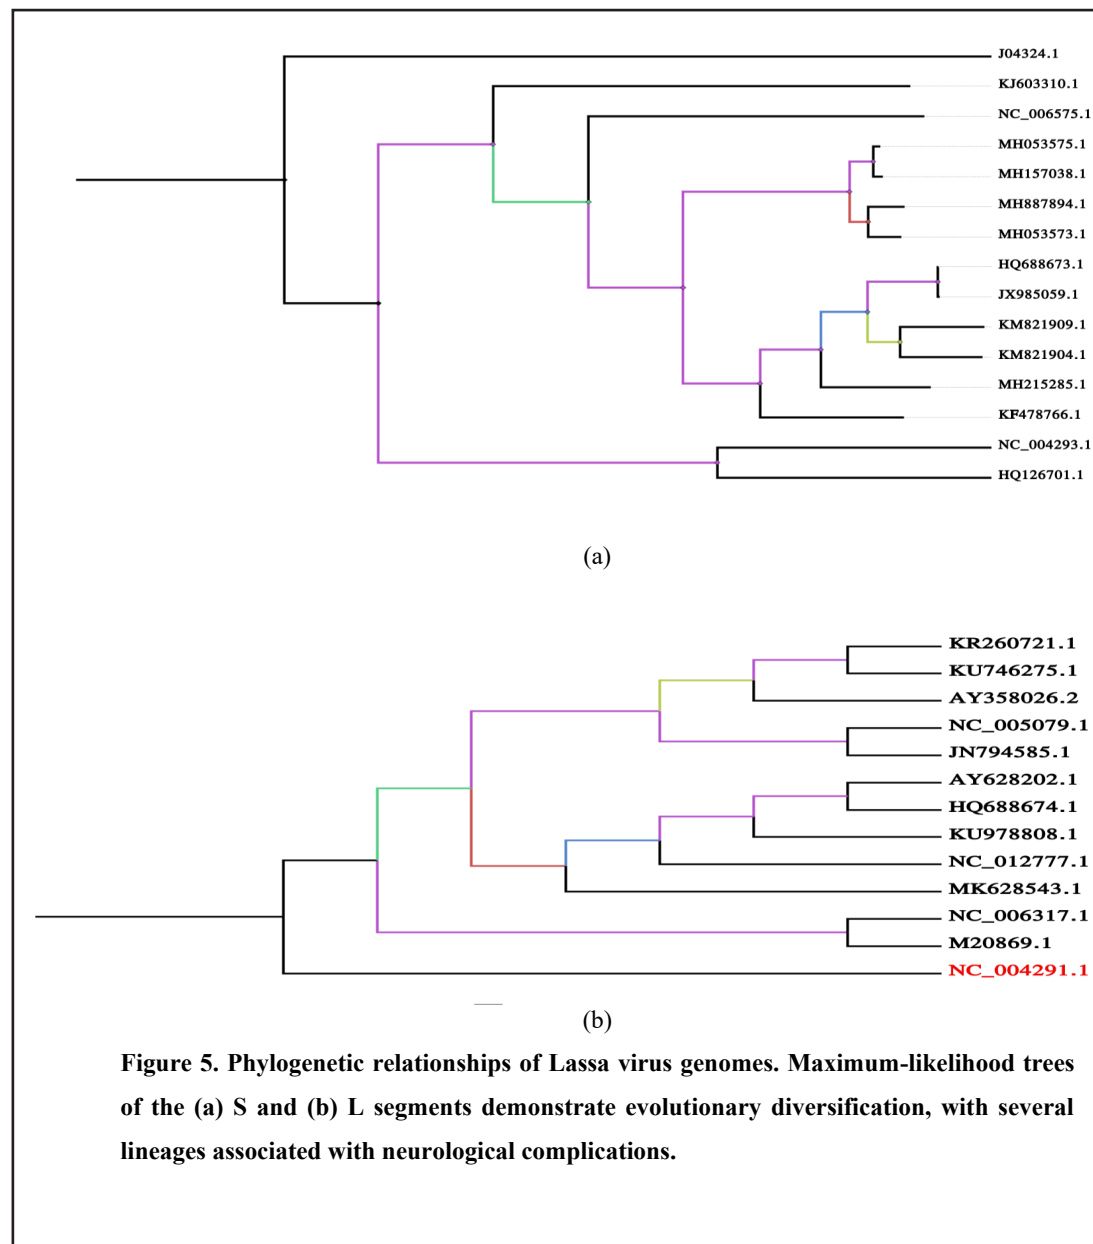 J04324.1
KJ603310.1
NC_006575.1
MH053575.1
MH157038.1
MH887894.1
MH053573.1
HQ688673.1
JX985059.1
KM821909.1
KM821904.1
MH215285.1
KF478766.1
NC_004293.1
HQ126701.1
(a)
KR260721.1
KU746275.1
AY358026.2
NC_005079.1
JN794585.1
AY628202.1
HQ688674.1
KU978808.1
NC_012777.1
MK628543.1
NC_006317.1
M20869.1
NC_004291.1
(b)
Figure 5. Phylogenetic relationships of Lassa virus genomes. Maximum-likelihood trees
of the (a) S and (b) L segments demonstrate evolutionary diversification, with several
lineages associated with neurological complications.